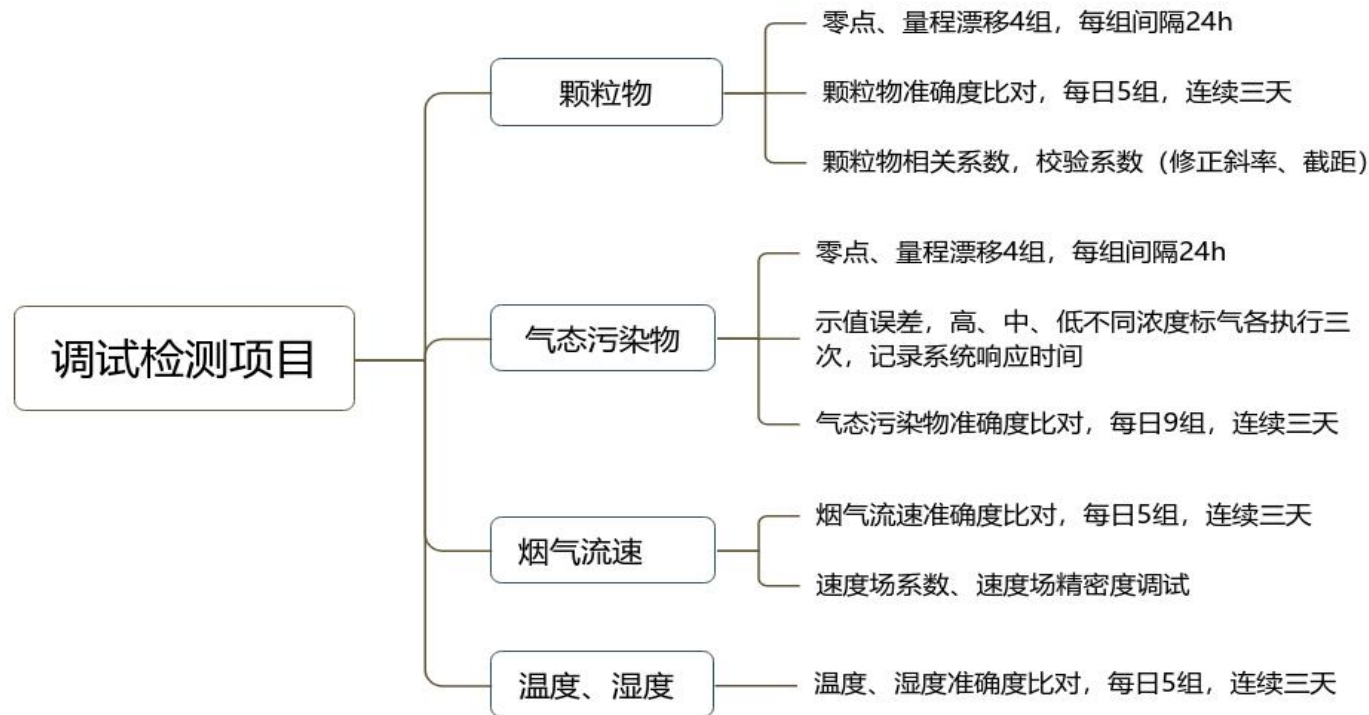 调试检测项目
颗粒物
零点、量程漂移4组，每组间隔24h
颗粒物准确度比对，每日5组，连续三天
颗粒物相关系数，校验系数（修正斜率、截距）
气态污染物
零点、量程漂移4组，每组间隔24h
示值误差，高、中、低不同浓度标气各执行三
次，记录系统响应时间
气态污染物准确度比对，每日9组，连续三天
烟气流速
烟气流速准确度比对，每日5组，连续三天
速度场系数、速度场精密度调试
温度、湿度
温度、湿度准确度比对，每日5组，连续三天